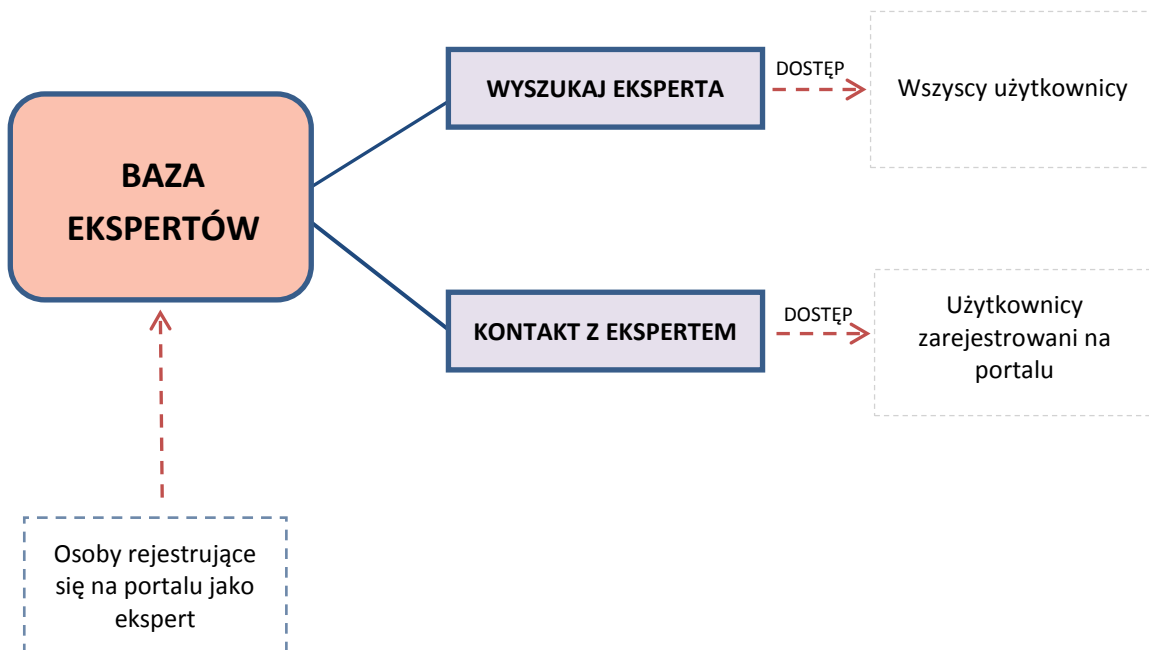 WYSZUKAJ EKSPERTA
DOSTĘP
Wszyscy użytkownicy
BAZA
EKSPERTÓW
KONTAKT Z EKSPERTEM
DOSTĘP
Użytkownicy
zarejestrowani na
portalu
Osoby rejestrujące
się na portalu jako
ekspert